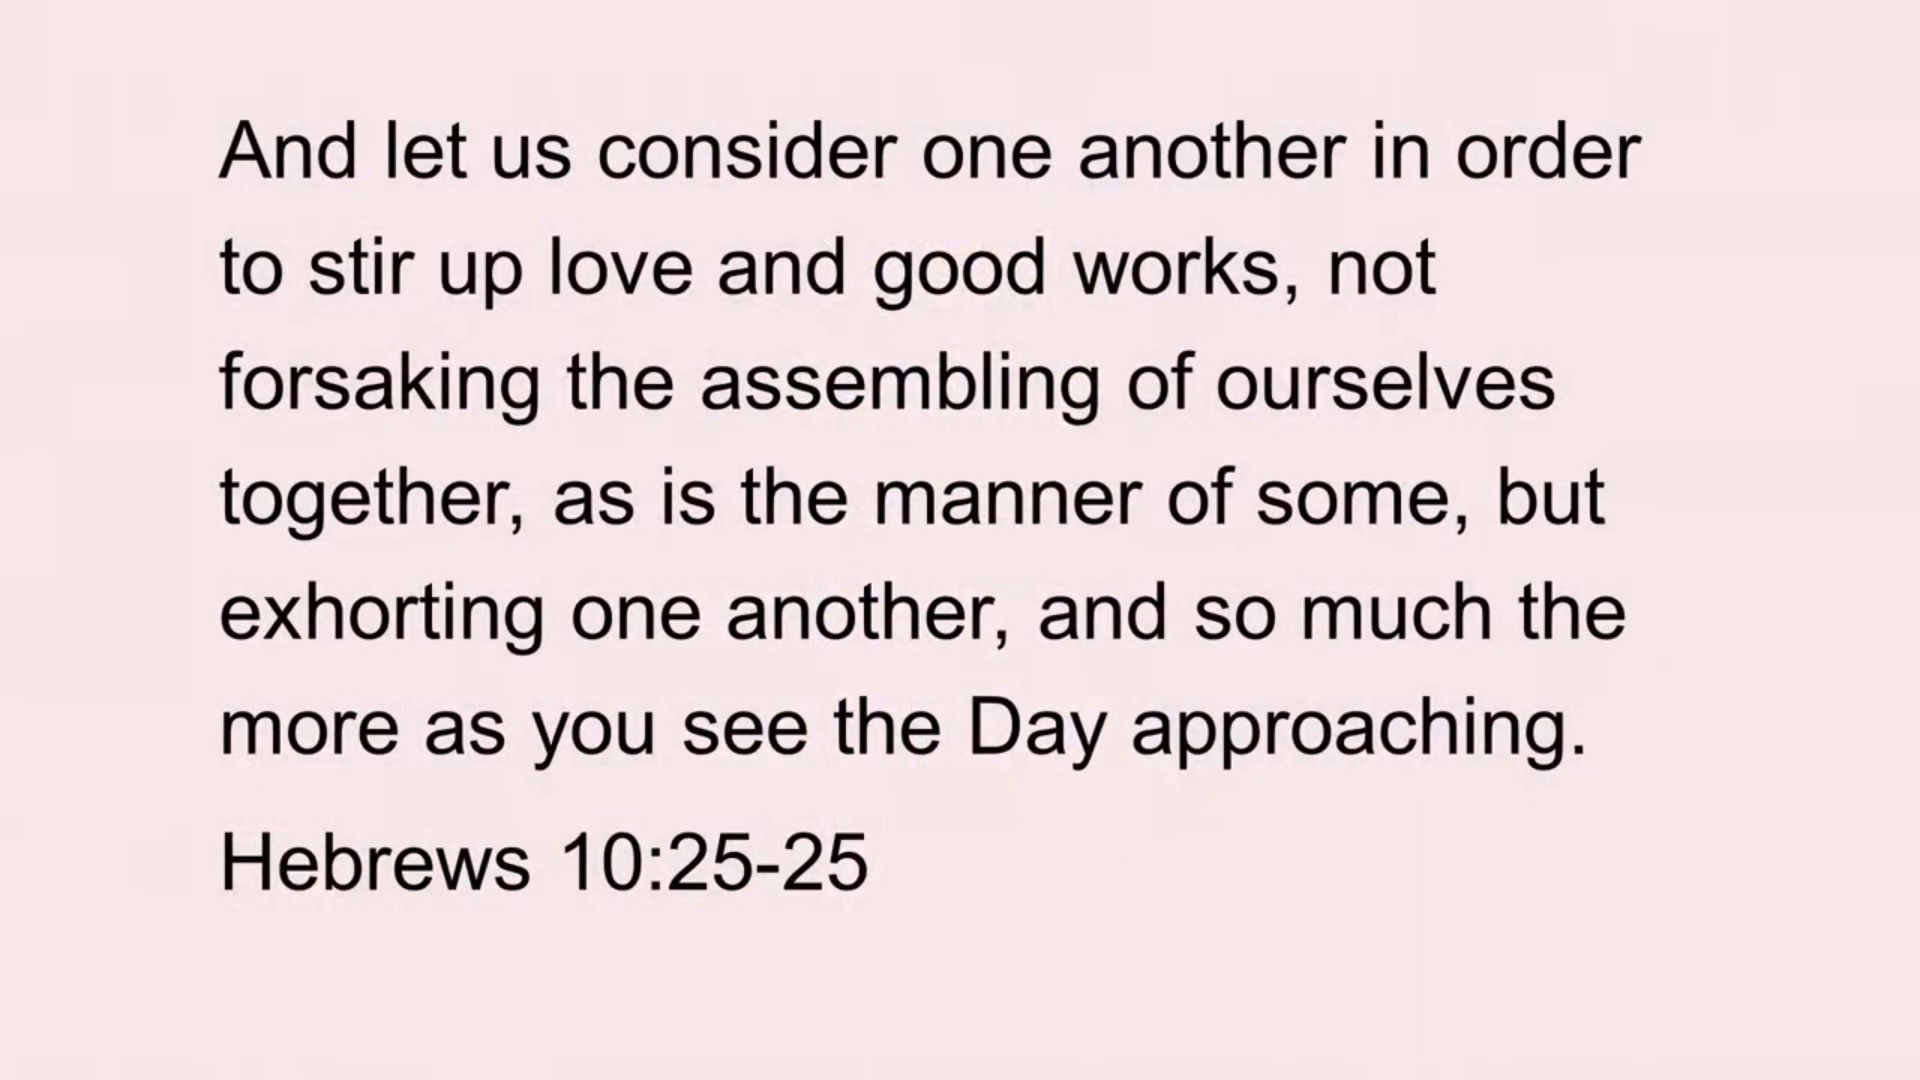 And let us consider one another in order
to stir up love and good works, not
forsaking the assembling of ourselves
together, as is the manner of some, but
exhorting one another, and so much the
more as you see the Day approaching.
Hebrews 10:25-25